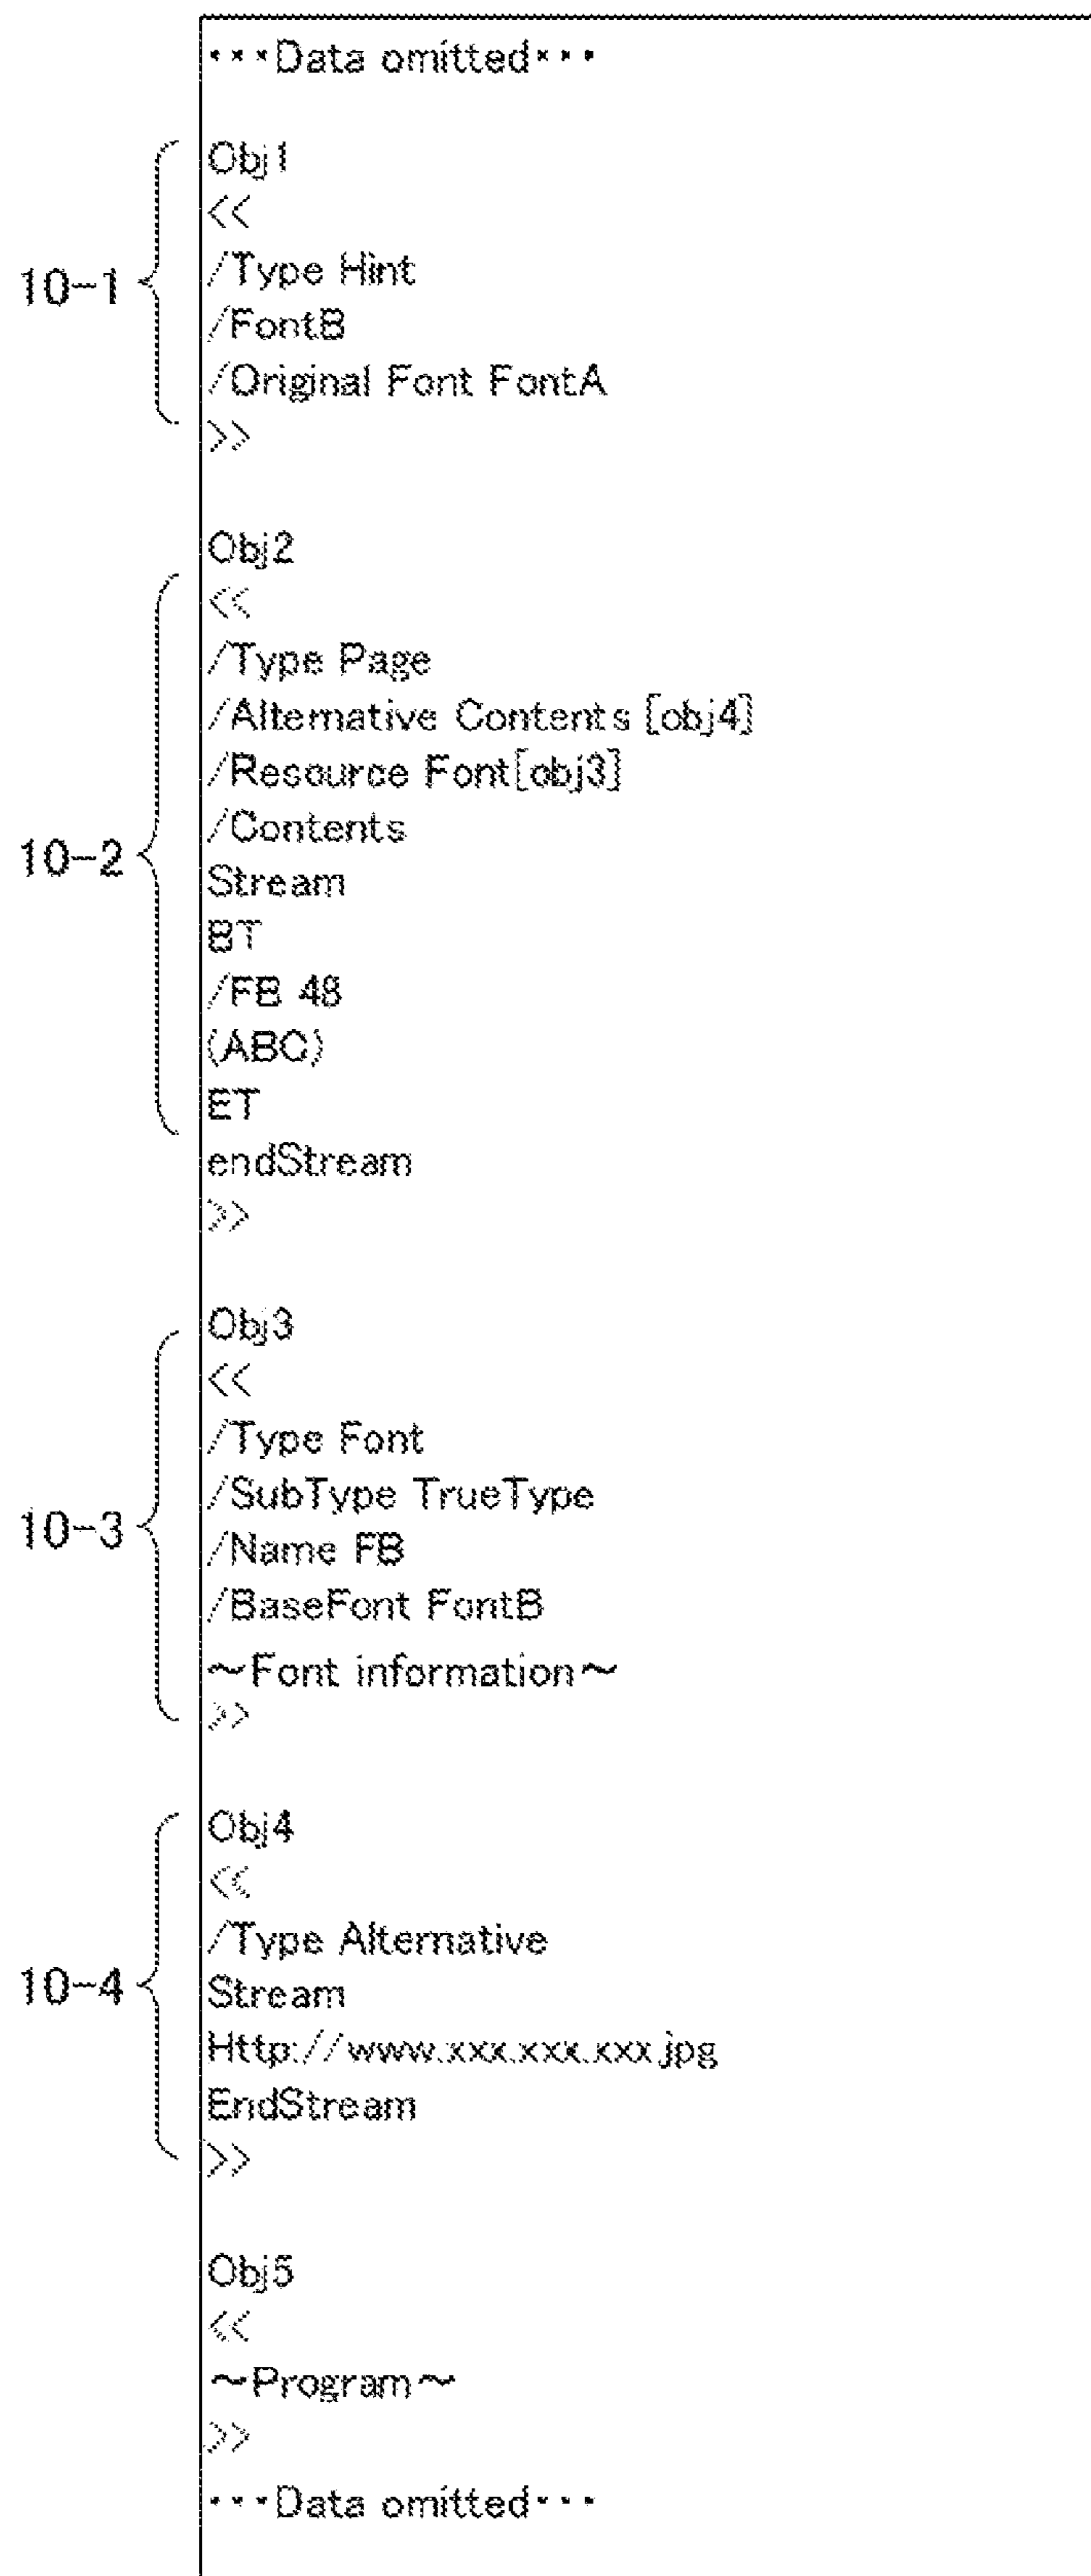 ・・・Data omitted・・・
10-1
Obj1
<<
/Type Hint
/FontB
/Original Font FontA
>>
10-2
Obj2
<<
/Type Page
/Alternative Contents [obj4]
/Resource Font[obj3]
/Contents
Stream
BT
/FB 48
(ABC)
ET
endStream
>>
10-3
Obj3
<<
/Type Font
/SubType TrueType
/Name FB
/BaseFont FontB
~Font information~
>>
10-4
Obj4
<<
/Type Alternative
Stream
Http://www.xxx.xxx.xxx.jpg
EndStream
>>
Obj5
<<
~Program~
>>
・・・Data omitted・・・